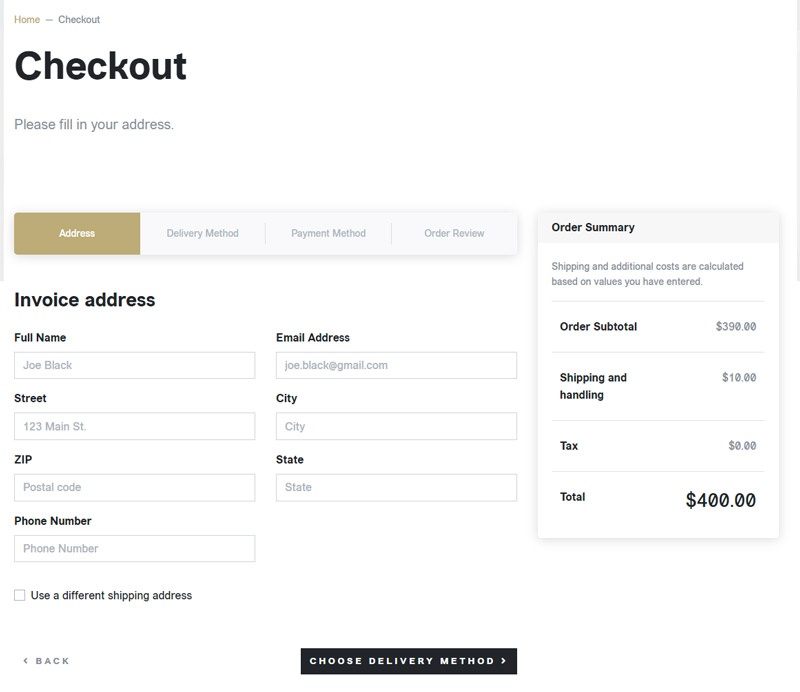 Home — Checkout
Checkout
Please fill in your address.
Address Delivery Method Payment Method Order Review
Invoice address
Full Name Email Address
Joe Black joe.black@gmail.com
Street City
123 Main St. City
ZIP State
Postal code State
Phone Number
Phone Number
Use a different shipping address
‹ BACK CHOOSE DELIVERY METHOD ›
Order Summary
Shipping and additional costs are calculated
based on values you have entered.
Order Subtotal $390.00
Shipping and $10.00
handling
Tax $0.00
Total $400.00